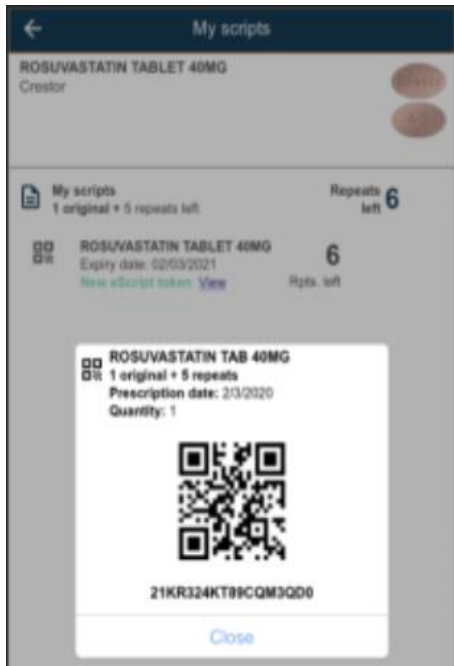 My scripts
ROSUVASTATIN TABLET 40MG
Crestor
My scripts
1 original + 5 repeats left
Repeats left 6
ROSUVASTATIN TABLET 40MG
Expiry date: 02/03/2021
New eScript token View
6
Rpts. left
ROSUVASTATIN TAB 40MG
1 original + 5 repeats
Prescription date: 2/3/2020
Quantity: 1
21KR324KT89CQM3QD0
Close